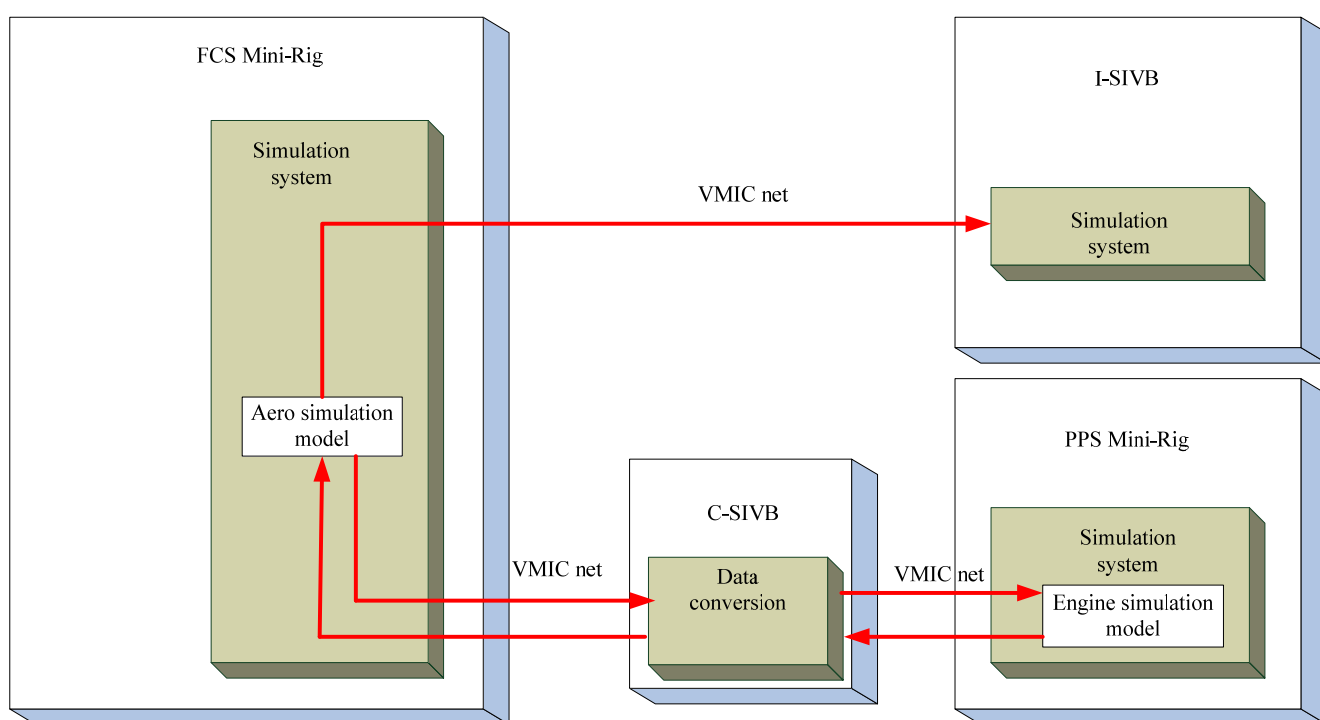 FCS Mini-Rig
I-SIVB
Simulation
system
VMIC net
Simulation
system
Aero simulation
model
PPS Mini-Rig
C-SIVB
Simulation
system
VMIC net
Data
conversion
VMIC net
Engine simulation
model